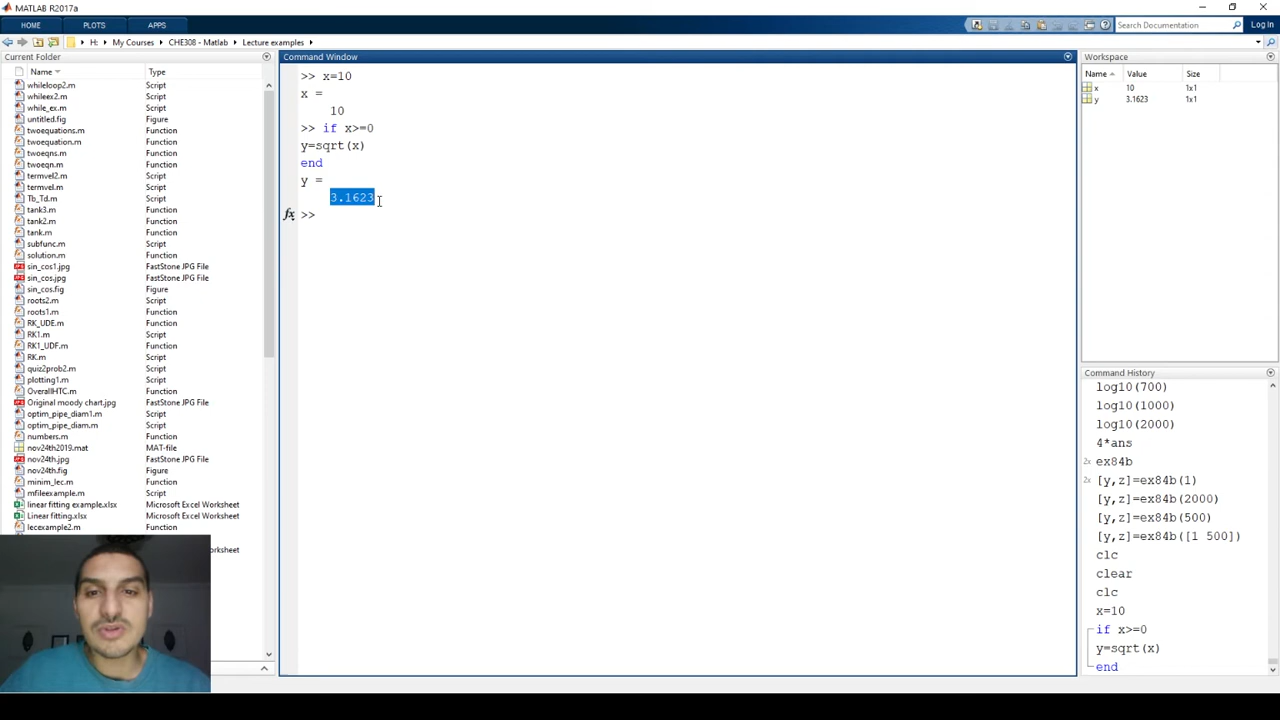 MATLAB R2017a
HOME
PLOTS
APPS
Search Documentation
Log In
H:
My Courses
CHE308 - Matlab
Lecture examples
Current Folder
Name
Type
whileloop2.m
Script
whileex2.m
Script
while_ex.m
Script
untitled.fig
Figure
twoequations.m
Function
twoequation.m
Function
twoeqns.m
Script
twoeqn.m
Function
termvel2.m
Script
termvel.m
Script
Tb_Td.m
Script
tank3.m
Function
tank2.m
Function
tank.m
Function
subfunc.m
Script
solution.m
Function
sin_cos1.jpg
FastStone JPG File
sin_cos.jpg
FastStone JPG File
sin_cos.fig
Figure
roots2.m
Script
roots1.m
Function
RK_UDE.m
Function
RK1.m
Script
RK1_UDF.m
Function
RK.m
Script
quiz2prob2.m
Script
plotting1.m
Script
OverallHTC.m
Function
Original moody chart.jpg
FastStone JPG File
optim_pipe_diam1.m
Script
optim_pipe_diam.m
Script
numbers.m
Function
nov24th2019.mat
MAT-file
nov24th.jpg
FastStone JPG File
nov24th.fig
Figure
minim_lec.m
Function
mfileexample.m
Script
linear fitting example.xlsx
Microsoft Excel Worksheet
Linear fitting.xlsx
Microsoft Excel Worksheet
lecexample2.m
Function
Command Window
>> x=10
x =
10
>> if x>=0
y=sqrt(x)
end
y =
3.1623
fx >>
Workspace
Name
Value
Size
x
10
1x1
y
3.1623
1x1
Command History
log10(700)
log10(1000)
log10(2000)
4*ans
2x ex84b
2x [y,z]=ex84b(1)
[y,z]=ex84b(2000)
[y,z]=ex84b(500)
[y,z]=ex84b([1 500])
clc
clear
clc
x=10
if x>=0
y=sqrt(x)
end